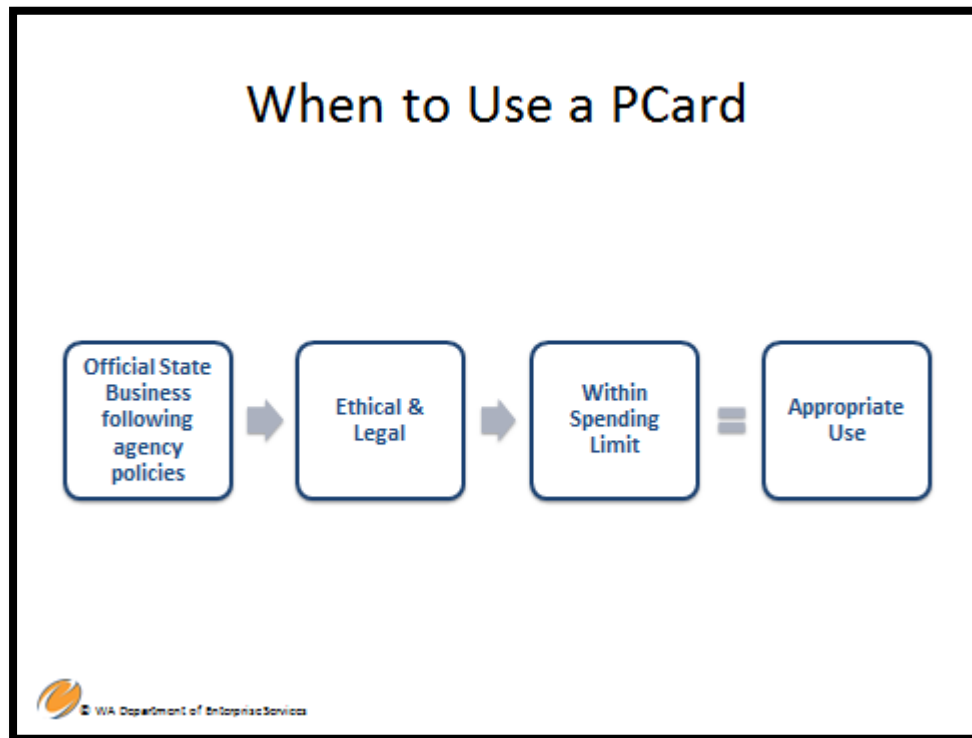 When to Use a PCard
Official State
Business
following
agency
policies
Ethical &
Legal
Within
Spending
Limit
Appropriate
Use
© WA Department of Enterprise Services